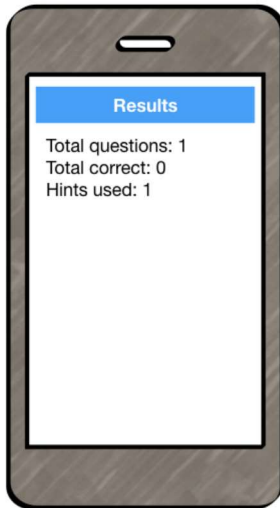 Results
Total questions: 1
Total correct: 0
Hints used: 1